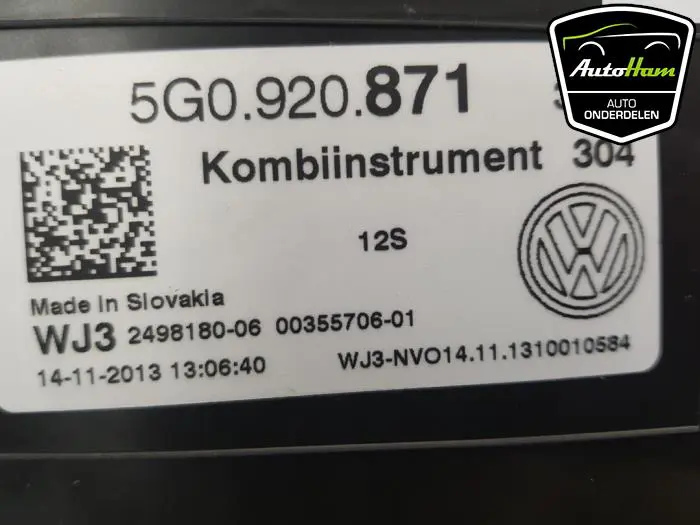 AutoHam
AUTO
ONDERDELEN
5G0.920.871
Kombiinstrument 304
12S
Made in Slovakia
WJ3 2498180-06 00355706-01
14-11-2013 13:06:40
WJ3-NVO14.11.1310010584